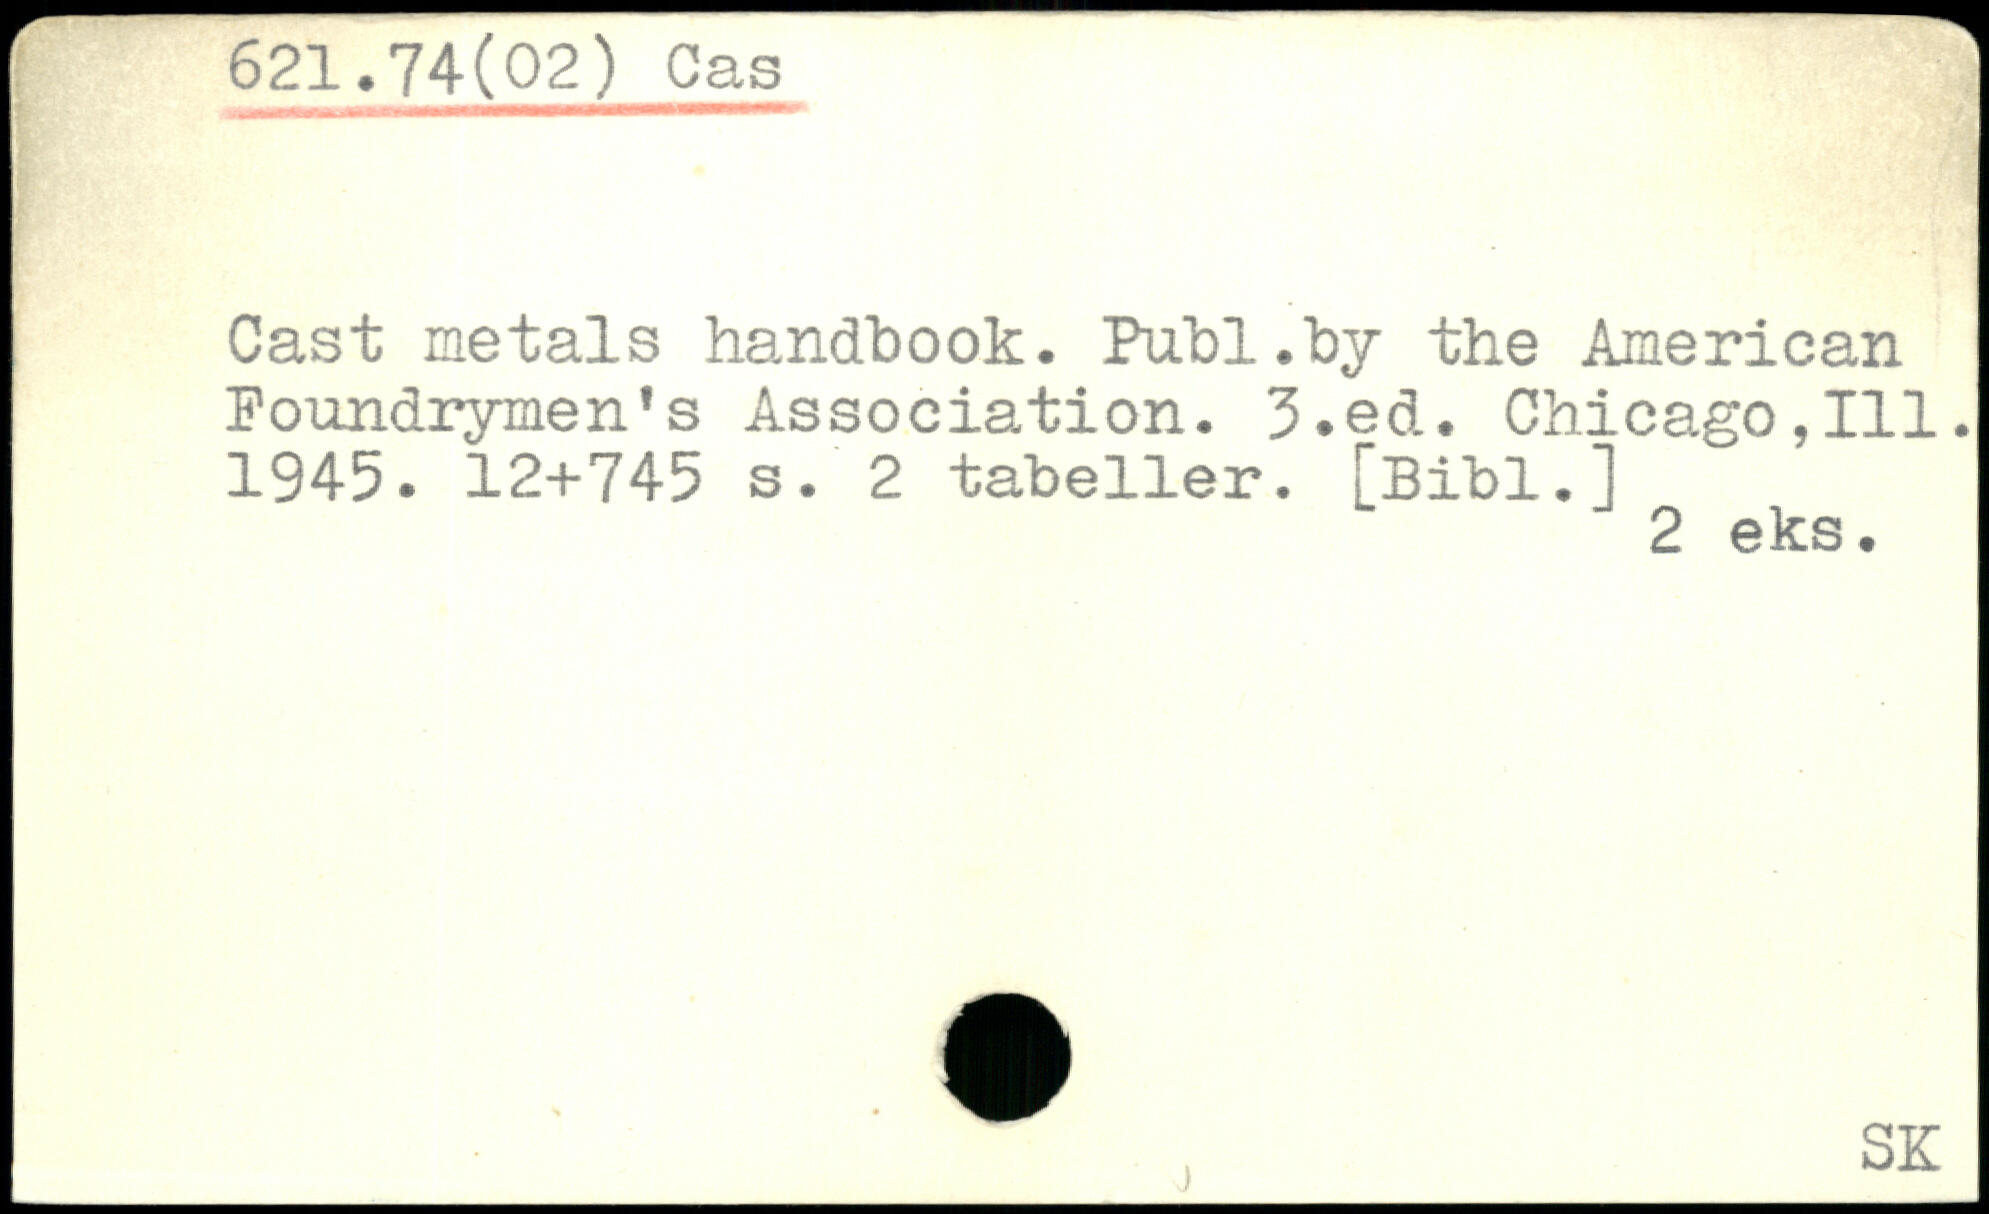 621.74(02) Cas
Cast metals handbook. Publ.by the American
Foundrymen's Association. 3.ed. Chicago,Ill.
1945. 12+745 s. 2 tabeller. [Bibl.]
2 eks.
SK